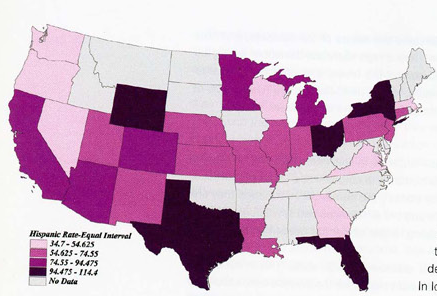 Hispanic Rate-Equal Interval
34.7 - 54.625
54.625 - 74.55
74.55 - 94.475
94.475 - 114.4
No Data
t
de
In lo